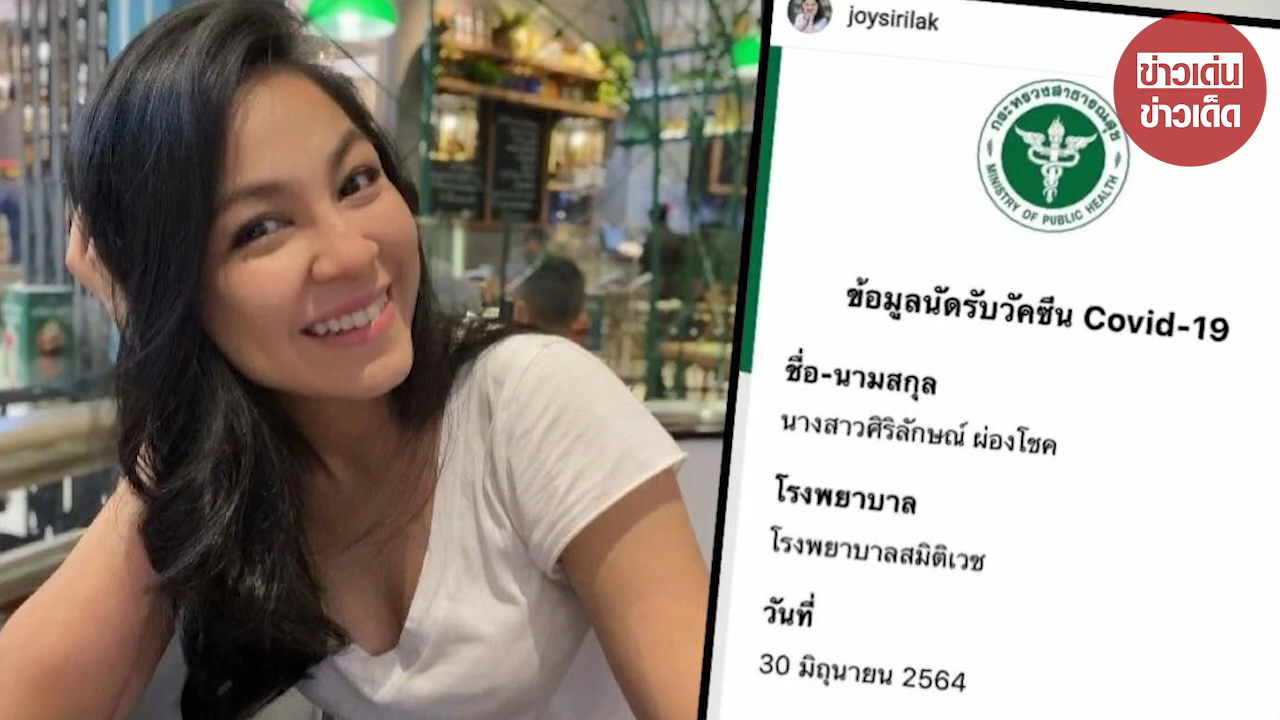 joysirilak
ข่าวเด่น
ข่าวเด็ด
กระทรวงสาธารณสุข
MINISTRY OF PUBLIC HEALTH
ข้อมูลนัดรับวัคซีน Covid-19
ชื่อ-นามสกุล
นางสาวศิริลักษณ์ ผ่องโชค
โรงพยาบาล
โรงพยาบาลสมิติเวช
วันที่
30 มิถุนายน 2564